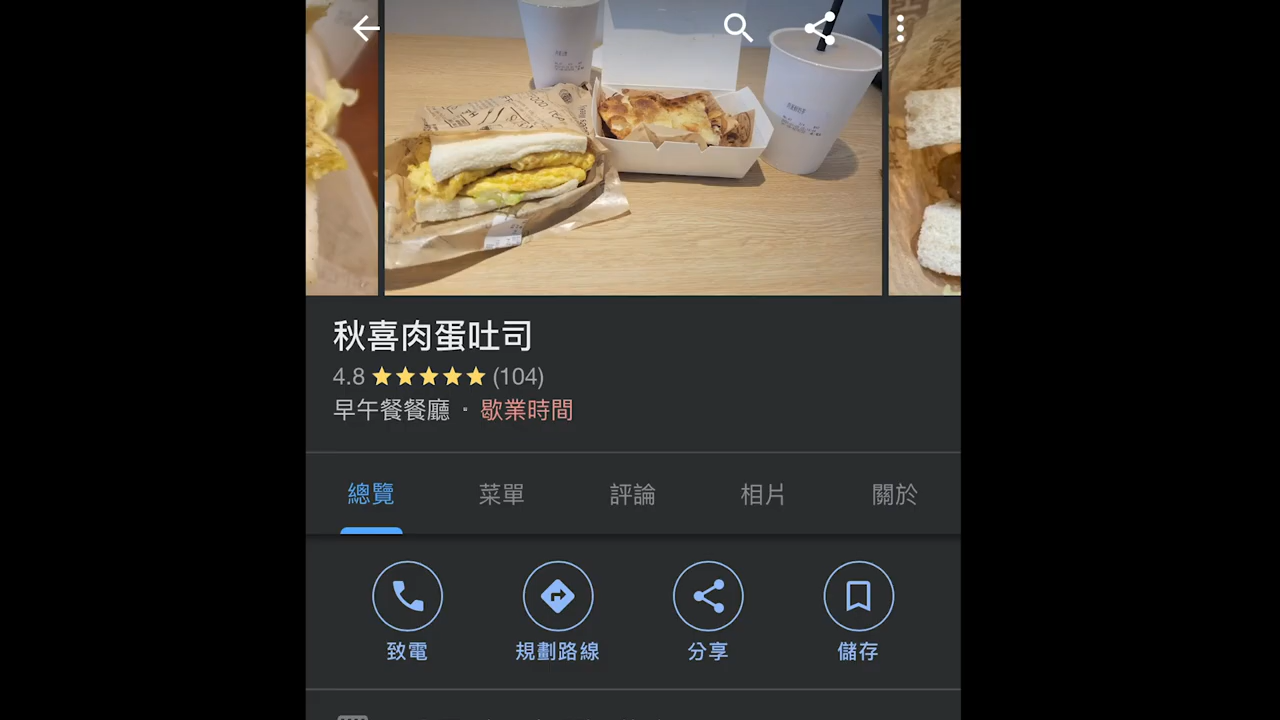 秋喜肉蛋吐司
4.8 ★★★★★ (104)
早午餐餐廳 · 歇業時間
總覽 菜單 評論 相片 關於
致電 規劃路線 分享 儲存